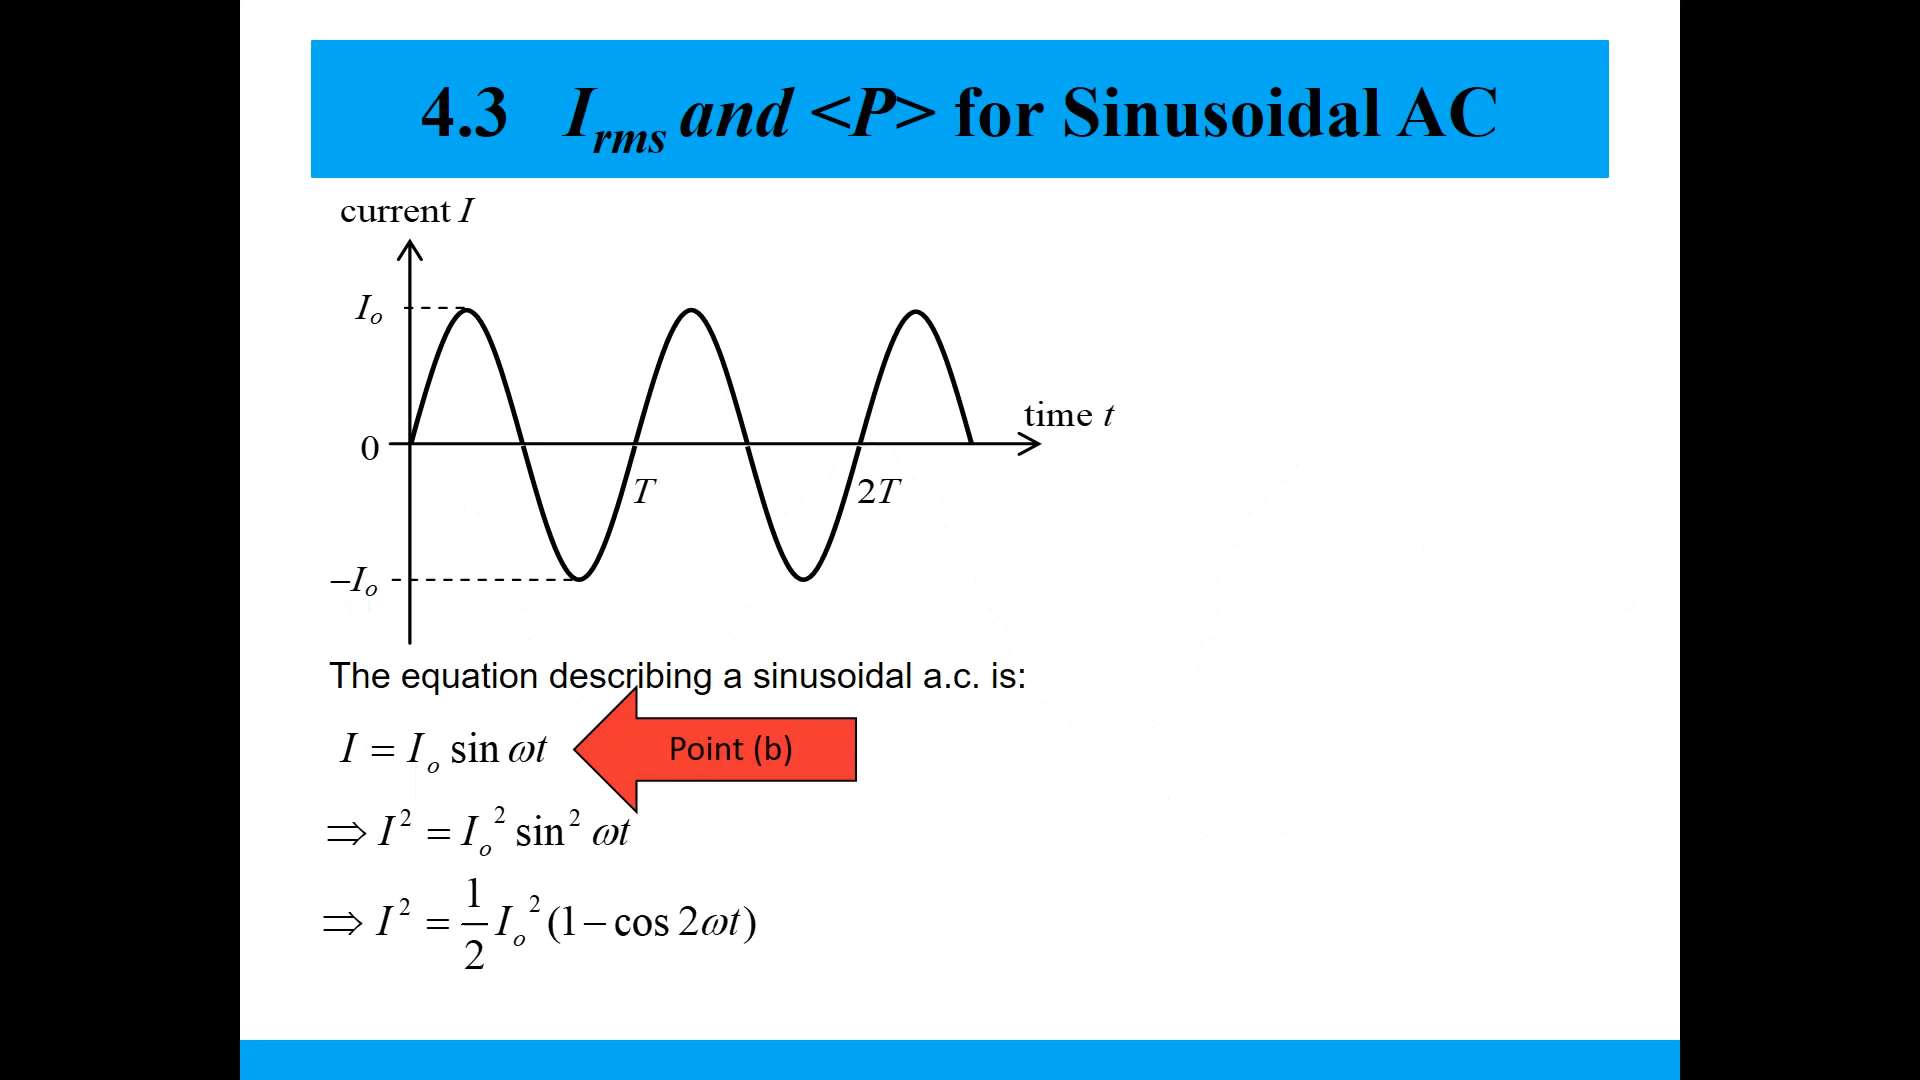 4.3 I_rms and <P> for Sinusoidal AC
current I
I_o
time t
0
T 2T
–I_o
The equation describing a sinusoidal a.c. is:
I = I_o sin ωt Point (b)
⇒ I² = I_o² sin² ωt
⇒ I² = 1/2 I_o² (1 – cos 2ωt)